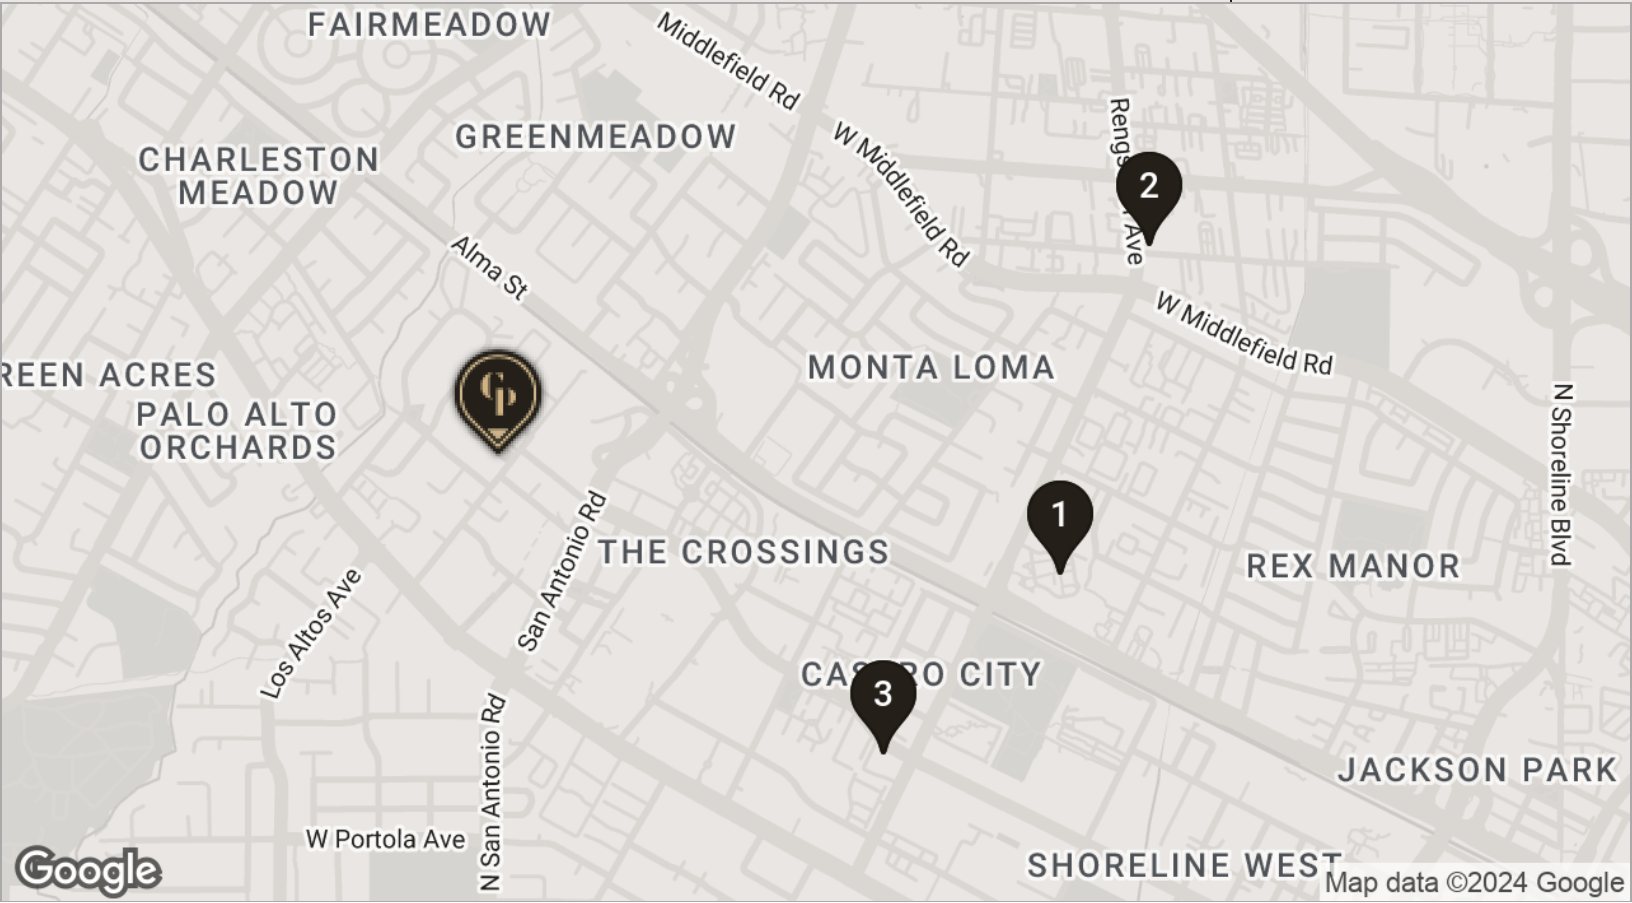 FAIRMEADOW
Middlefield Rd
GREENMEADOW
CHARLESTON
MEADOW
W Middlefield Rd
2
Ave
Alma St
W Middlefield Rd
REEN ACRES
PALO ALTO
ORCHARDS
GP
MONTA LOMA
N Shoreline Blvd
1
San Antonio Rd
THE CROSSINGS
REX MANOR
Los Altos Ave
CITY
3
N San Antonio Rd
JACKSON PARK
W Portola Ave
SHORELINE WEST
Google
Map data ©2024 Google